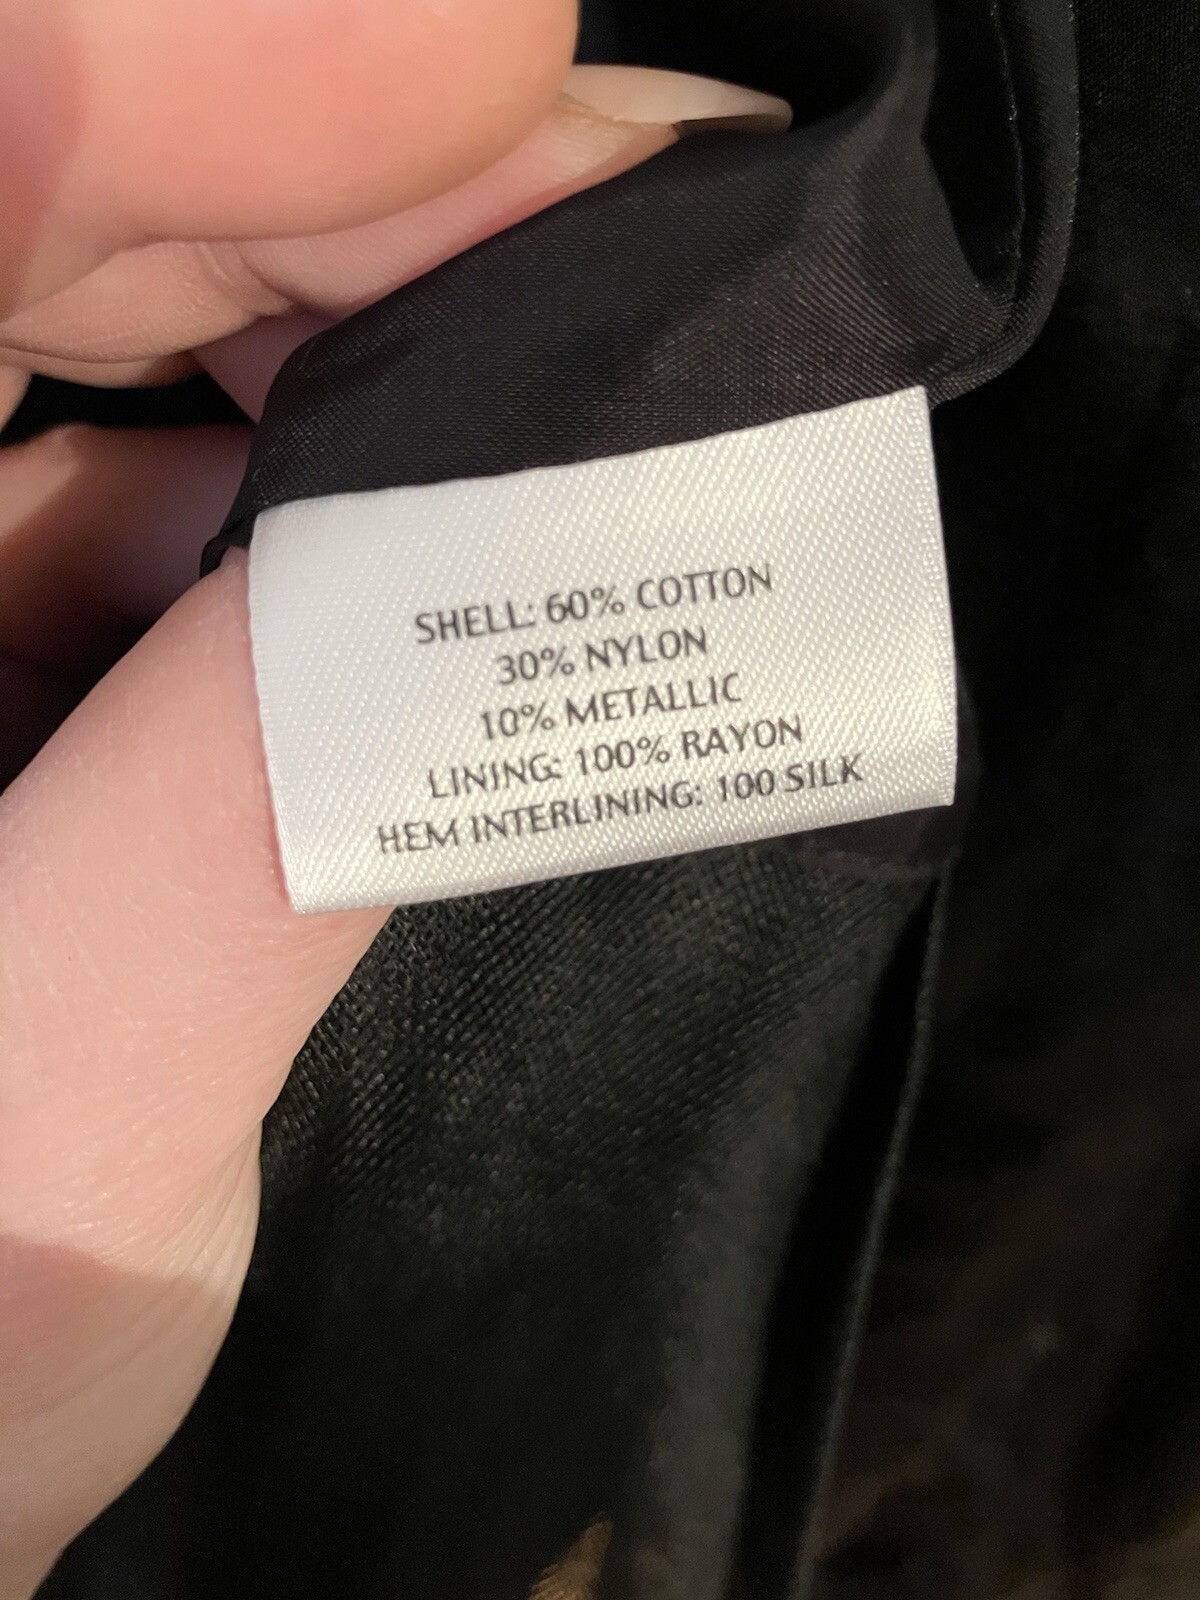 SHELL: 60% COTTON
30% NYLON
10% METALLIC
LINING: 100% RAYON
HEM INTERLINING: 100 SILK